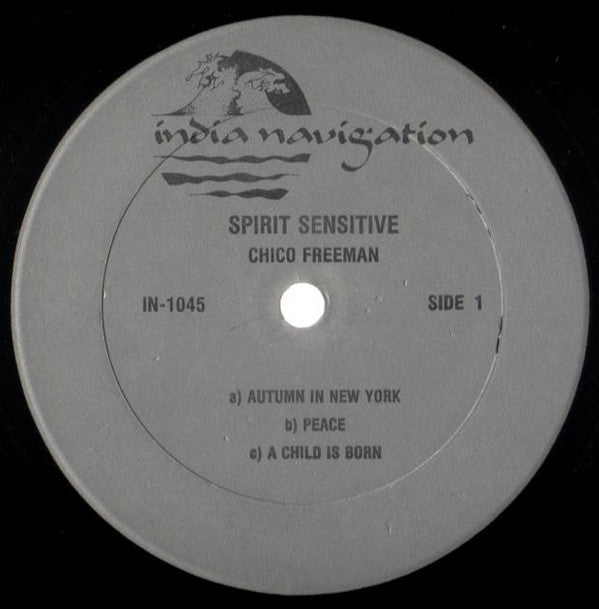 india navigation
SPIRIT SENSITIVE
CHICO FREEMAN
IN-1045
SIDE 1
a) AUTUMN IN NEW YORK
b) PEACE
c) A CHILD IS BORN